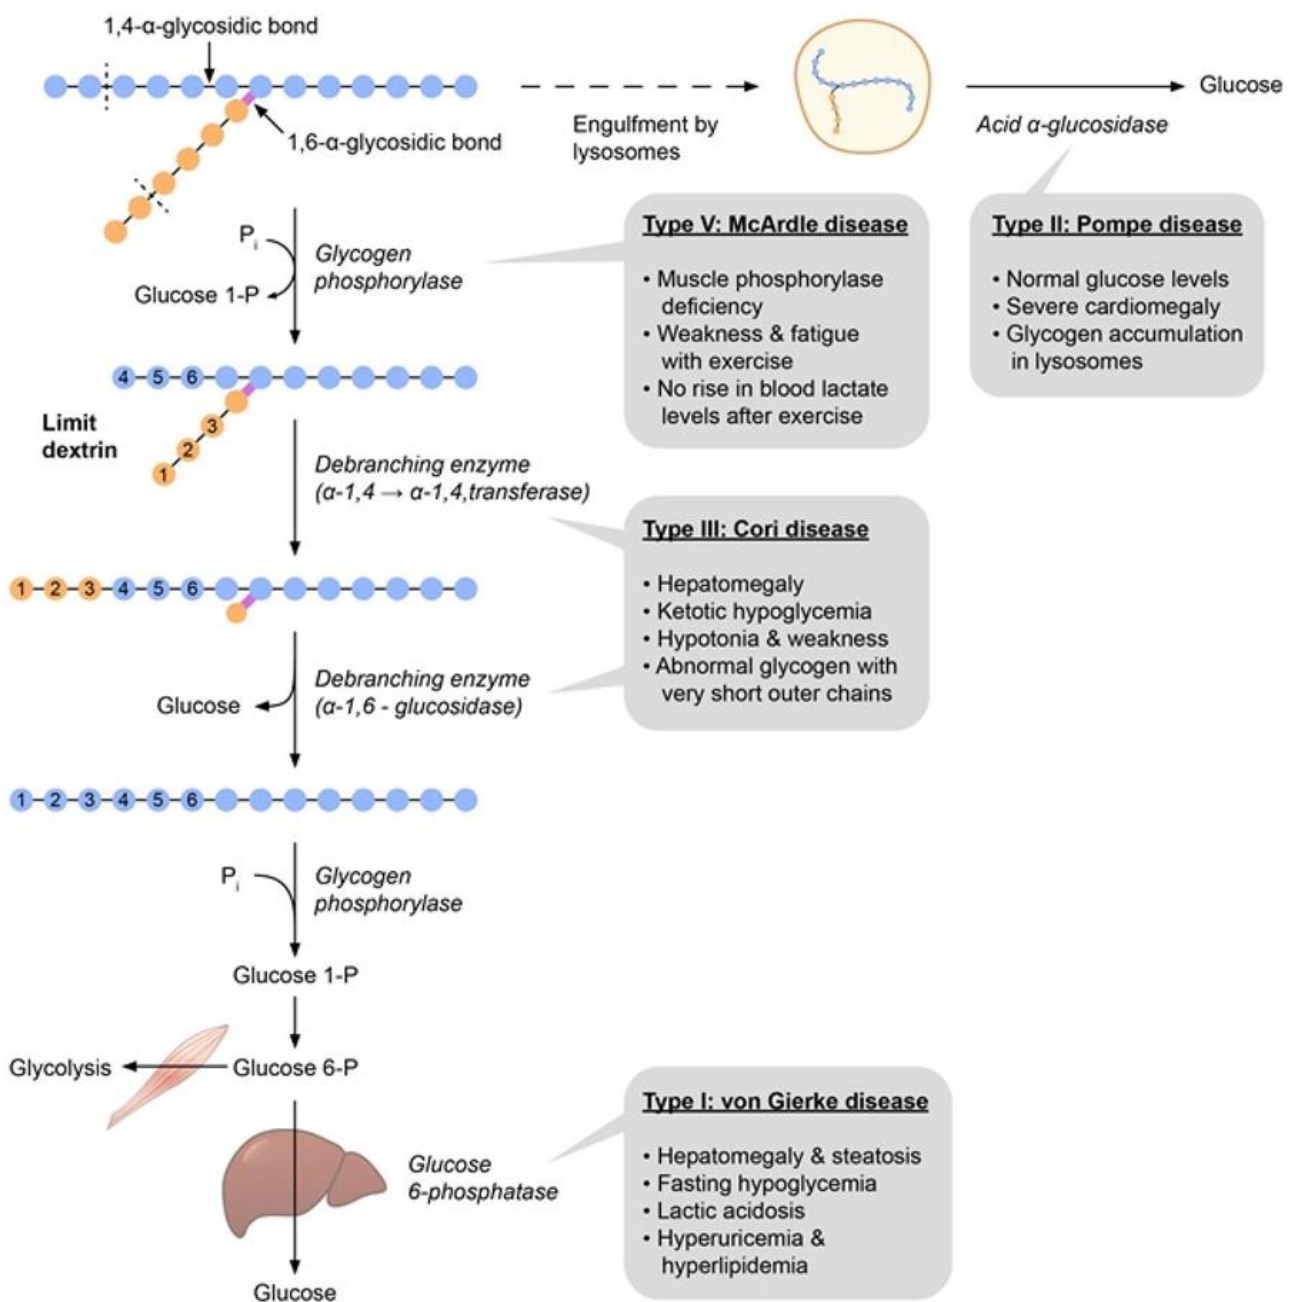 1,4-α-glycosidic bond
1,6-α-glycosidic bond
Engulfment by
lysosomes
Acid α-glucosidase
Glucose
Type II: Pompe disease
• Normal glucose levels
• Severe cardiomegaly
• Glycogen accumulation
in lysosomes
Pi
Glucose 1-P
Glycogen
phosphorylase
Type V: McArdle disease
• Muscle phosphorylase
deficiency
• Weakness & fatigue
with exercise
• No rise in blood lactate
levels after exercise
4 5 6
Limit
dextrin
3
2
1
Debranching enzyme
(α-1,4 → α-1,4,transferase)
Type III: Cori disease
• Hepatomegaly
• Ketotic hypoglycemia
• Hypotonia & weakness
• Abnormal glycogen with
very short outer chains
1 2 3 4 5 6
Glucose
Debranching enzyme
(α-1,6 - glucosidase)
1 2 3 4 5 6
Pi
Glycogen
phosphorylase
Glucose 1-P
Glycolysis
Glucose 6-P
Glucose
6-phosphatase
Type I: von Gierke disease
• Hepatomegaly & steatosis
• Fasting hypoglycemia
• Lactic acidosis
• Hyperuricemia &
hyperlipidemia
Glucose